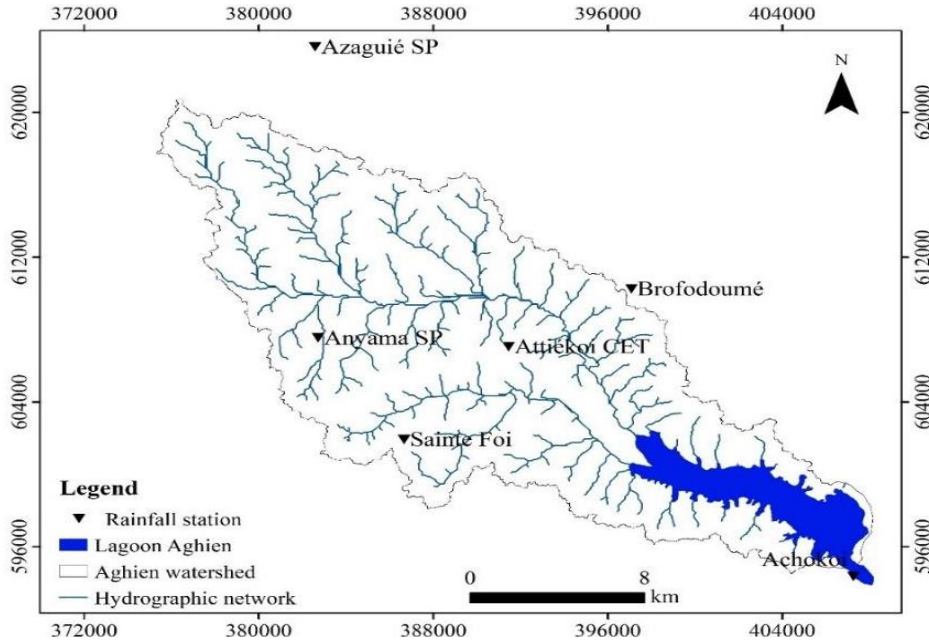 372000 380000 388000 396000 404000
Azaguié SP
N
620000 620000
612000 612000
Brofodoumé
Anyama SP
Attiékoi CET
604000 604000
Sainte Foi
Legend
Rainfall station
Lagoon Aghien
596000 596000
Achokoi
Aghien watershed
0 8
Hydrographic network
km
372000 380000 388000 396000 404000